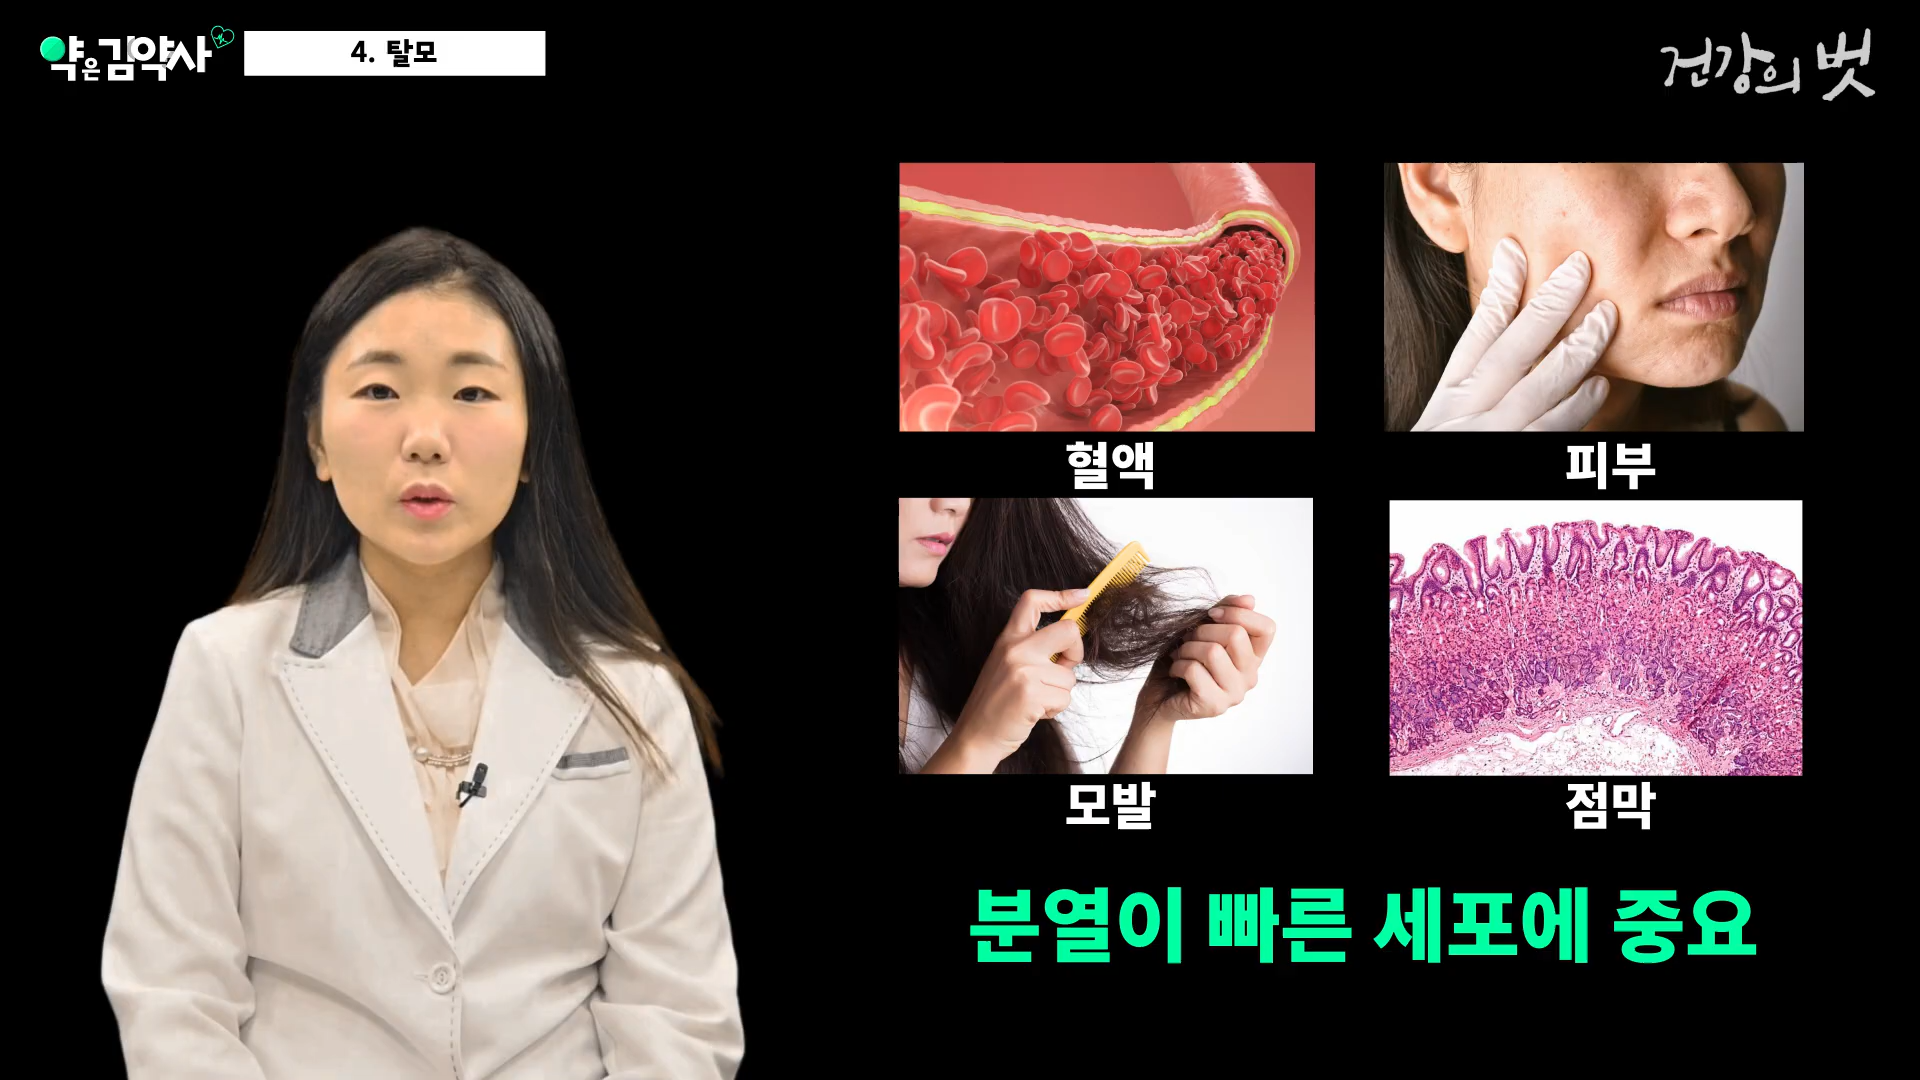 약은 김약사
4. 탈모
건강의 벗
혈액
피부
모발
점막
분열이 빠른 세포에 중요